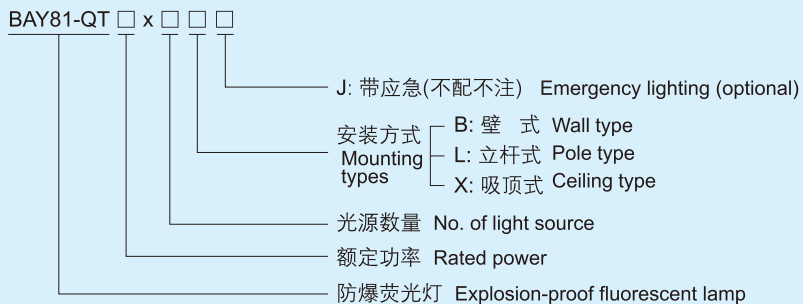 BAY81-QT □ x □ □ □
J: 带应急(不配不注) Emergency lighting (optional)
安装方式
Mounting
types
B: 壁 式 Wall type
L: 立杆式 Pole type
X: 吸顶式 Ceiling type
光源数量 No. of light source
额定功率 Rated power
防爆荧光灯 Explosion-proof fluorescent lamp